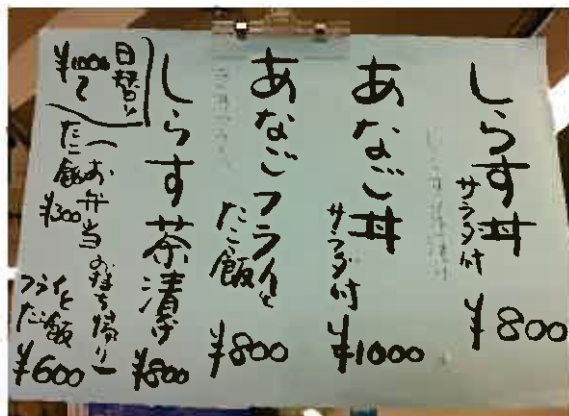 しらす丼
サラダ付
¥800
あなご丼
サラダ付
¥1000
あなごフライと
たこ飯
¥800
しらす茶漬け
¥800
日替り
¥1000
〜
(お弁当お持ち帰り)
たこ飯
¥300
フライと
たこ飯
¥600